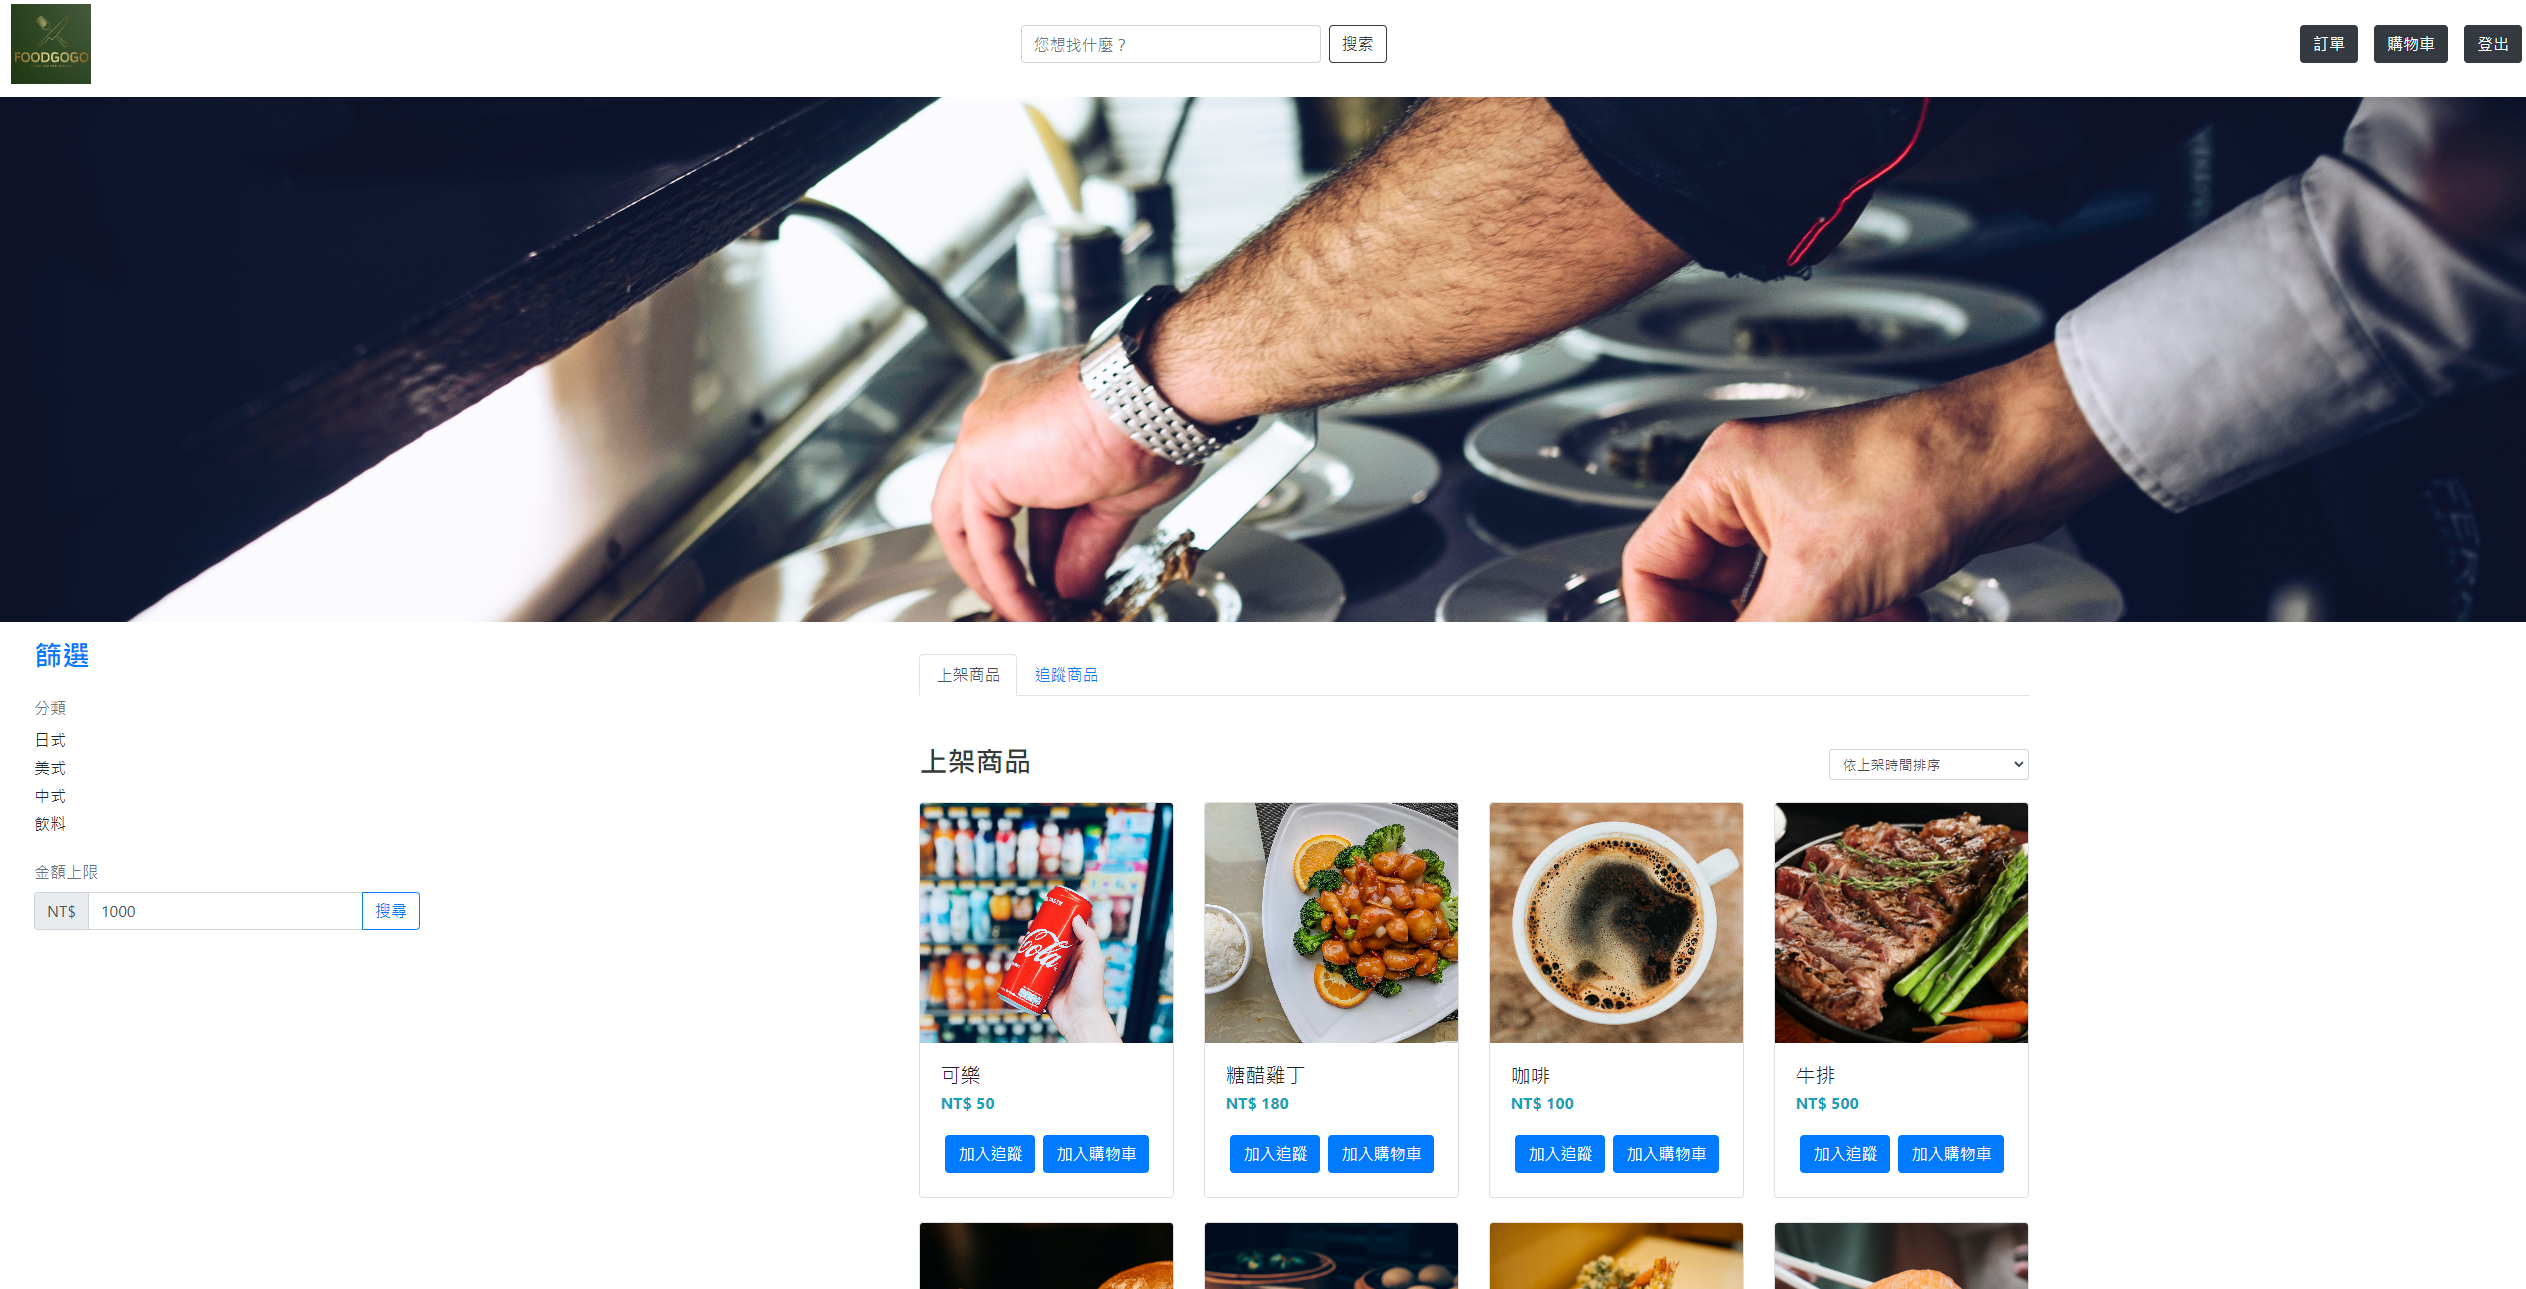 FOODGOGO
您想找什麼？
搜索
訂單
購物車
登出
篩選
分類
日式
美式
中式
飲料
金額上限
NT$ 1000 搜尋
上架商品 追蹤商品
上架商品
依上架時間排序
TASTE
Coca-Cola
可樂
NT$ 50
加入追蹤 加入購物車
糖醋雞丁
NT$ 180
加入追蹤 加入購物車
咖啡
NT$ 100
加入追蹤 加入購物車
牛排
NT$ 500
加入追蹤 加入購物車